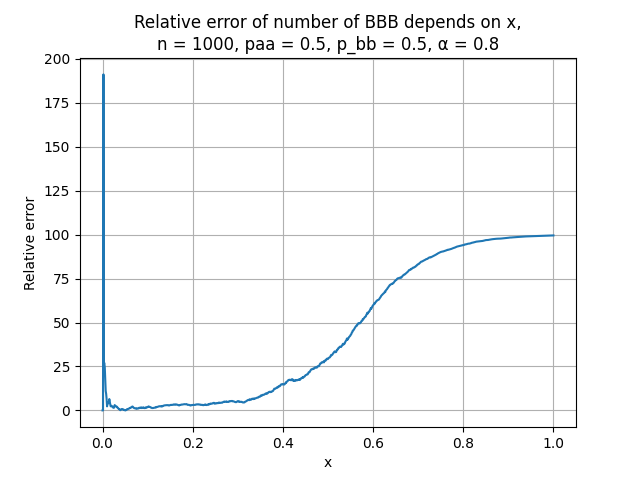 Relative error of number of BBB depends on x,
n = 1000, paa = 0.5, p_bb = 0.5, α = 0.8
200
175
150
125
100
75
50
25
0
Relative error
0.0 0.2 0.4 0.6 0.8 1.0
x